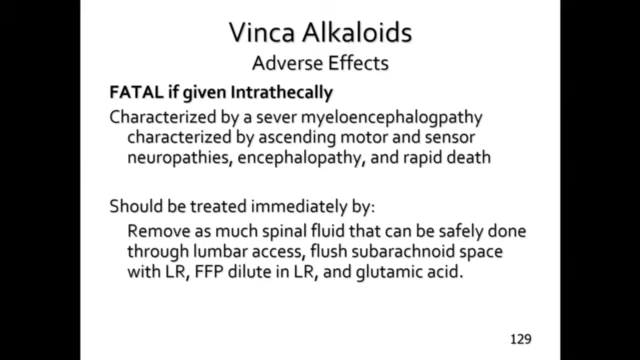 Vinca Alkaloids
Adverse Effects
FATAL if given Intrathecally
Characterized by a sever myeloencephalogpathy
characterized by ascending motor and sensor
neuropathies, encephalopathy, and rapid death
Should be treated immediately by:
Remove as much spinal fluid that can be safely done
through lumbar access, flush subarachnoid space
with LR, FFP dilute in LR, and glutamic acid.
129